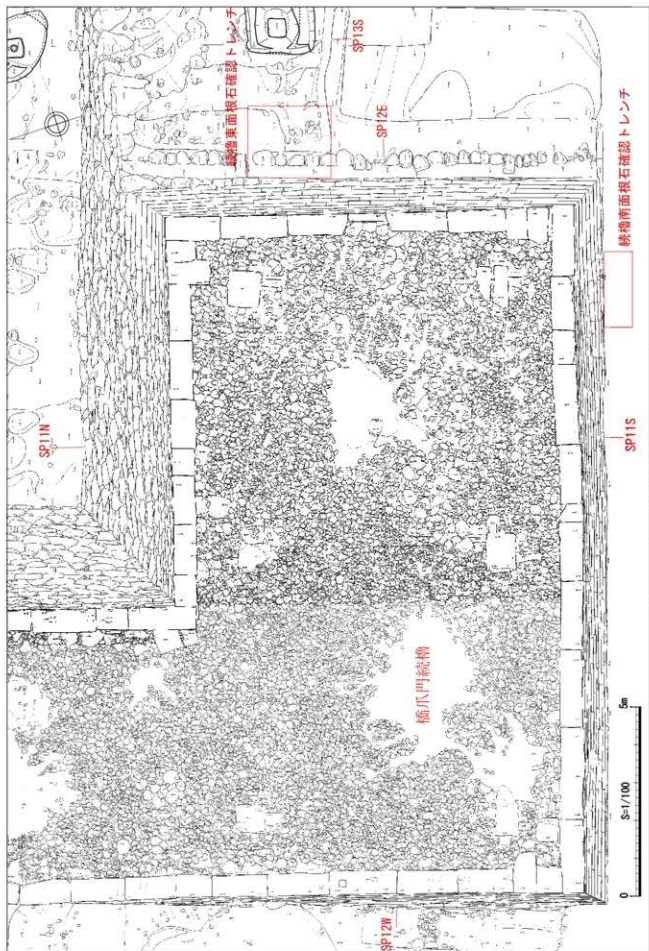 続櫓東面根石確認トレンチ
SP13S
SP12E
続櫓南面根石確認トレンチ
SP11N
SP11S
橋爪門続櫓
SP12W
0 S=1/100 5m